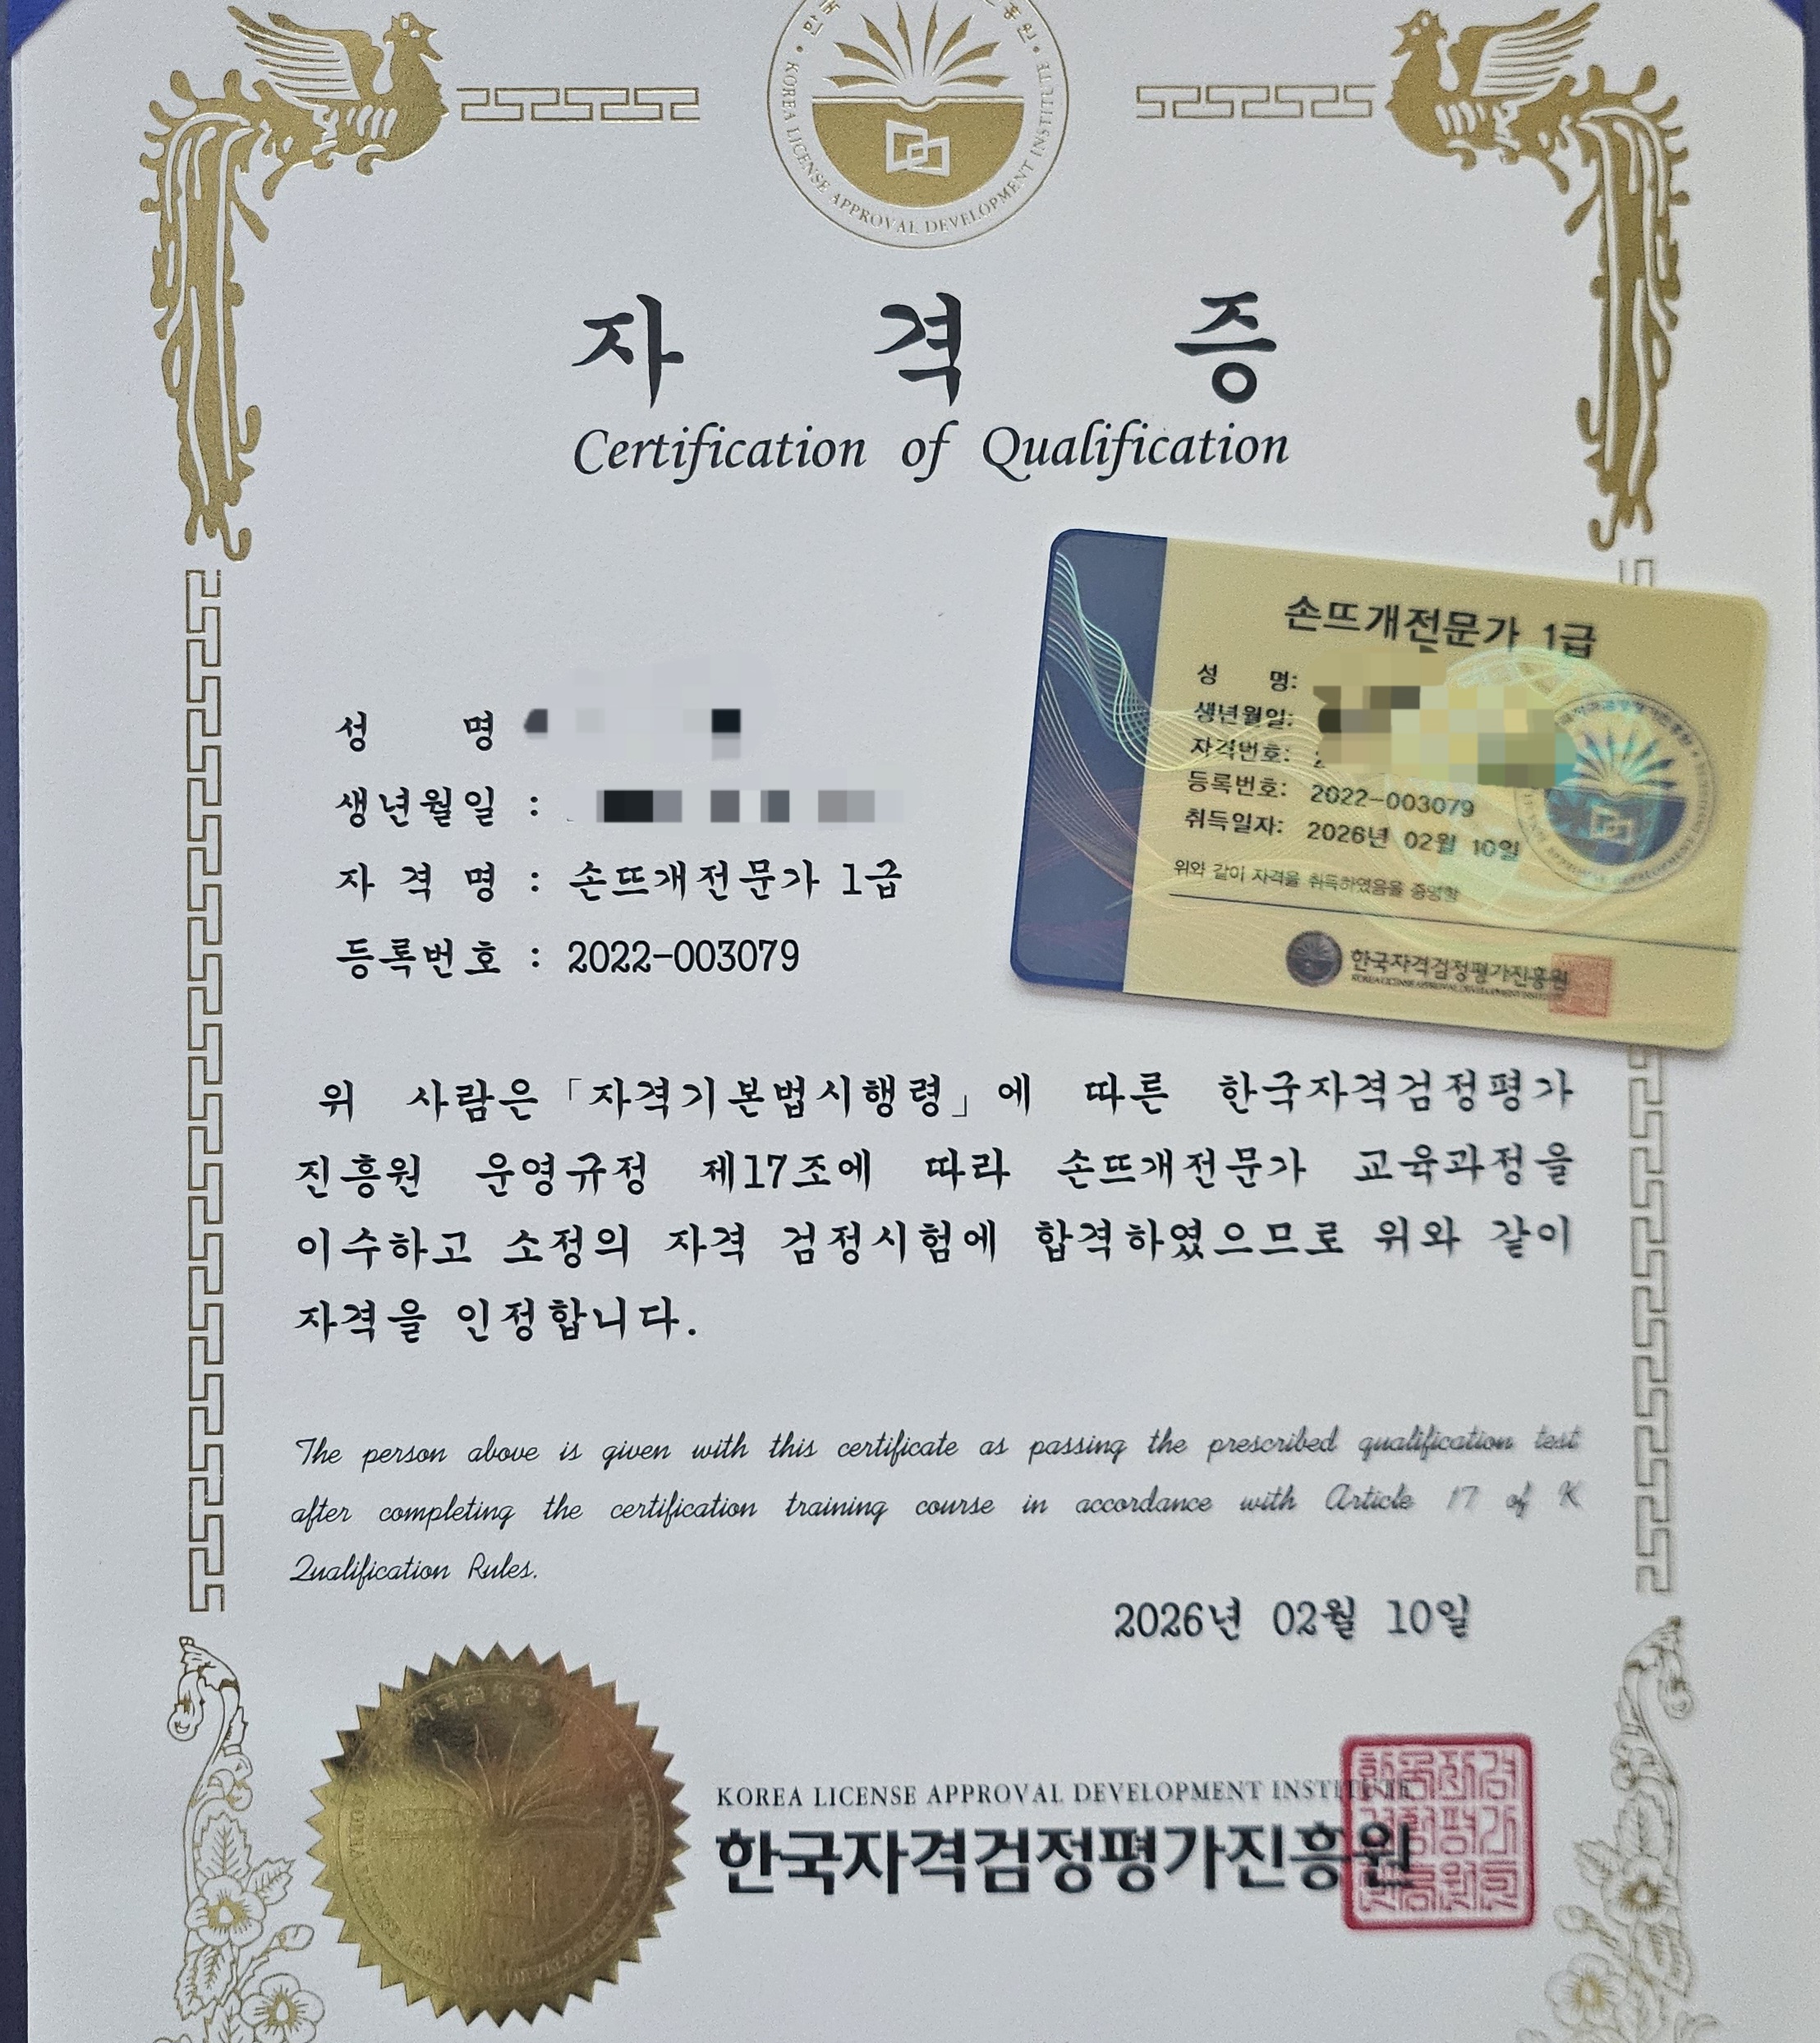 KOREA LICENSE APPROVAL DEVELOPMENT INSTITUTE
자 격 증
Certification of Qualification
성 명
생년월일 :
자 격 명 : 손뜨개전문가 1급
등록번호 : 2022-003079
손뜨개전문가 1급
성 명:
생년월일:
자격번호:
등록번호: 2022-003079
취득일자: 2026년 02월 10일
위와 같이 자격을 취득하였음을 증명함
한국자격검정평가진흥원
KOREA LICENSE APPROVAL DEVELOPMENT INSTITUTE
위 사람은 「자격기본법시행령」에 따른 한국자격검정평가
진흥원 운영규정 제17조에 따라 손뜨개전문가 교육과정을
이수하고 소정의 자격 검정시험에 합격하였으므로 위와 같이
자격을 인정합니다.
The person above is given with this certificate as passing the prescribed qualification test
after completing the certification training course in accordance with Article 17 of K
Qualification Rules.
2026년 02월 10일
KOREA LICENSE APPROVAL DEVELOPMENT INSTITUTE
한국자격검정평가진흥원